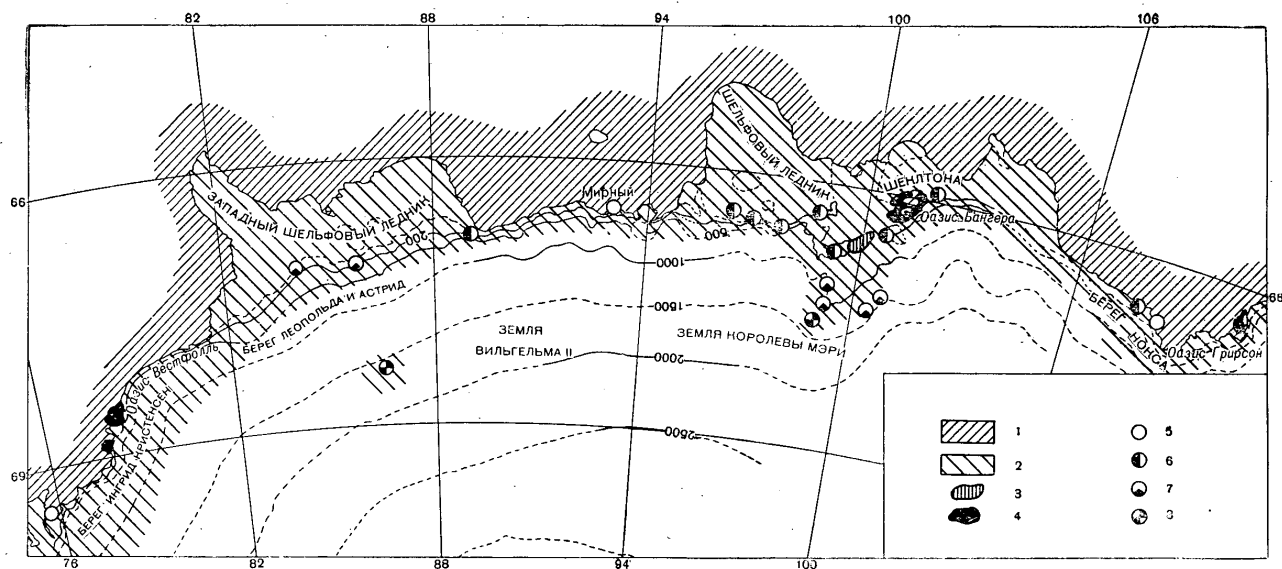 82
88
94
100
106
66
ЗАПАДНЫЙ ШЕЛЬФОВЫЙ ЛЕДНИК
Мирный
ШЕЛЬФОВЫЙ ЛЕДНИК
ШЕКЛТОНА
Оазис Бангера
200
500
1000
1500
2000
2500
БЕРЕГ ЛЕОПОЛЬДА И АСТРИД
ЗЕМЛЯ
ВИЛЬГЕЛЬМА II
ЗЕМЛЯ КОРОЛЕВЫ МЭРИ
БЕРЕГ НОКСА
68
Оазис Грирсон
Оазис Вестфолль
БЕРЕГ ИНГРИД КРИСТЕНСЕН
69
1
2
3
4
5
6
7
8
76
82
88
94
100